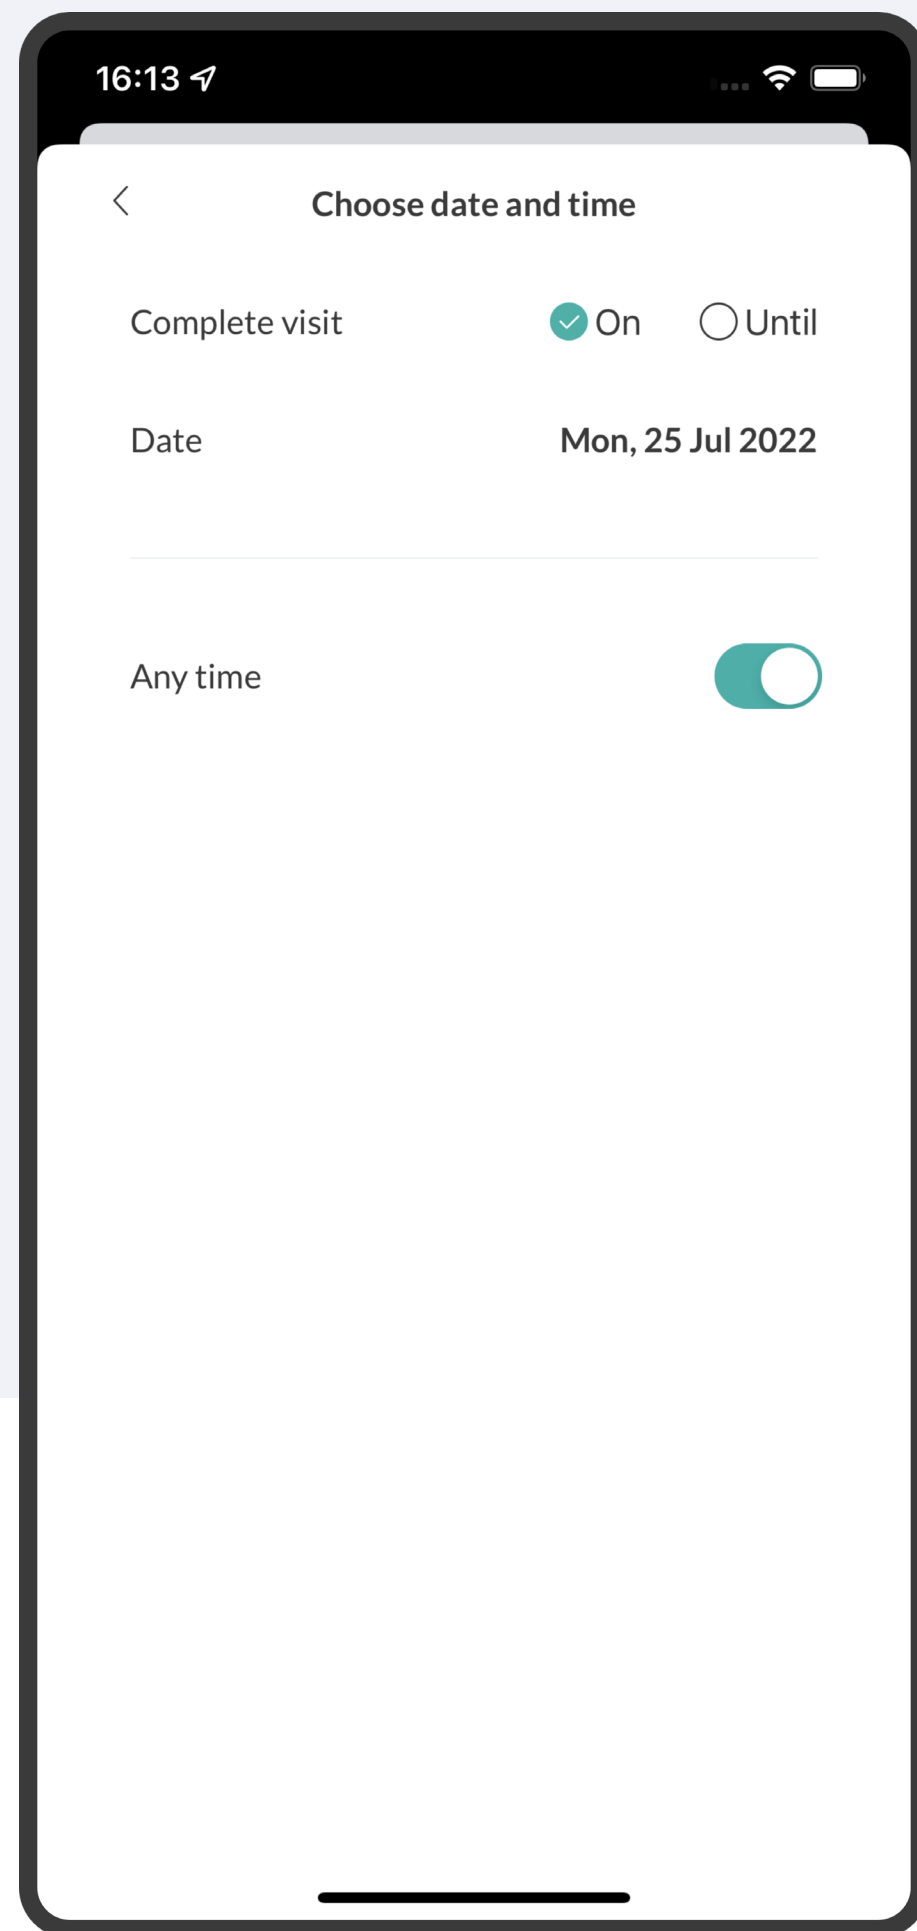 16:13
Choose date and time
Complete visit On Until
Date Mon, 25 Jul 2022
Any time